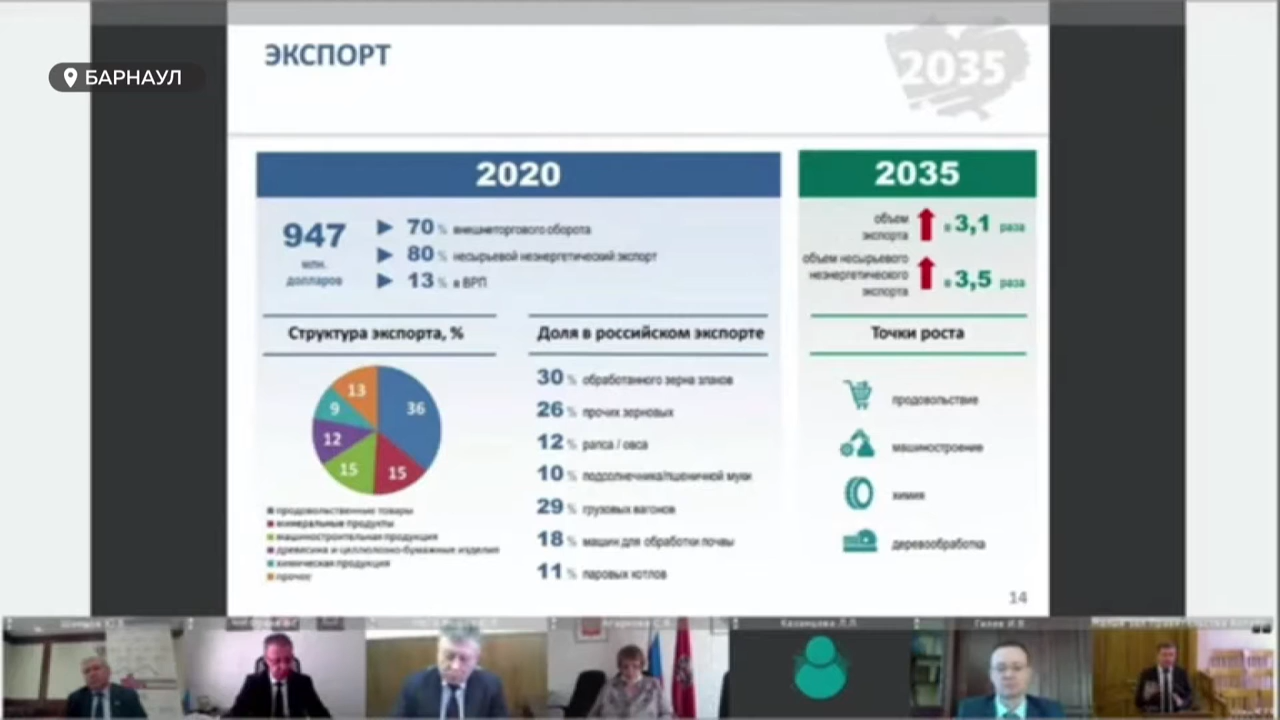 БАРНАУЛ
ЭКСПОРТ
2035
2020
947
млн.
долларов
70 % внешнеторгового оборота
80 % несырьевой неэнергетический экспорт
13 % в ВРП
Структура экспорта, %
36
15
15
12
9
13
продовольственные товары
минеральные продукты
машиностроительная продукция
древесина и целлюлозно-бумажные изделия
химическая продукция
прочее
Доля в российском экспорте
30 % обработанного зерна злаков
26 % прочих зерновых
12 % рапса / овса
10 % подсолнечника/пшеничной муки
29 % грузовых вагонов
18 % машин для обработки почвы
11 % паровых котлов
2035
объем
экспорта
в 3,1 раза
объем несырьевого
неэнергетического
экспорта
в 3,5 раза
Точки роста
продовольствие
машиностроение
химия
деревообработка
14
Казанцева Л.Л.
Гилев И.В.